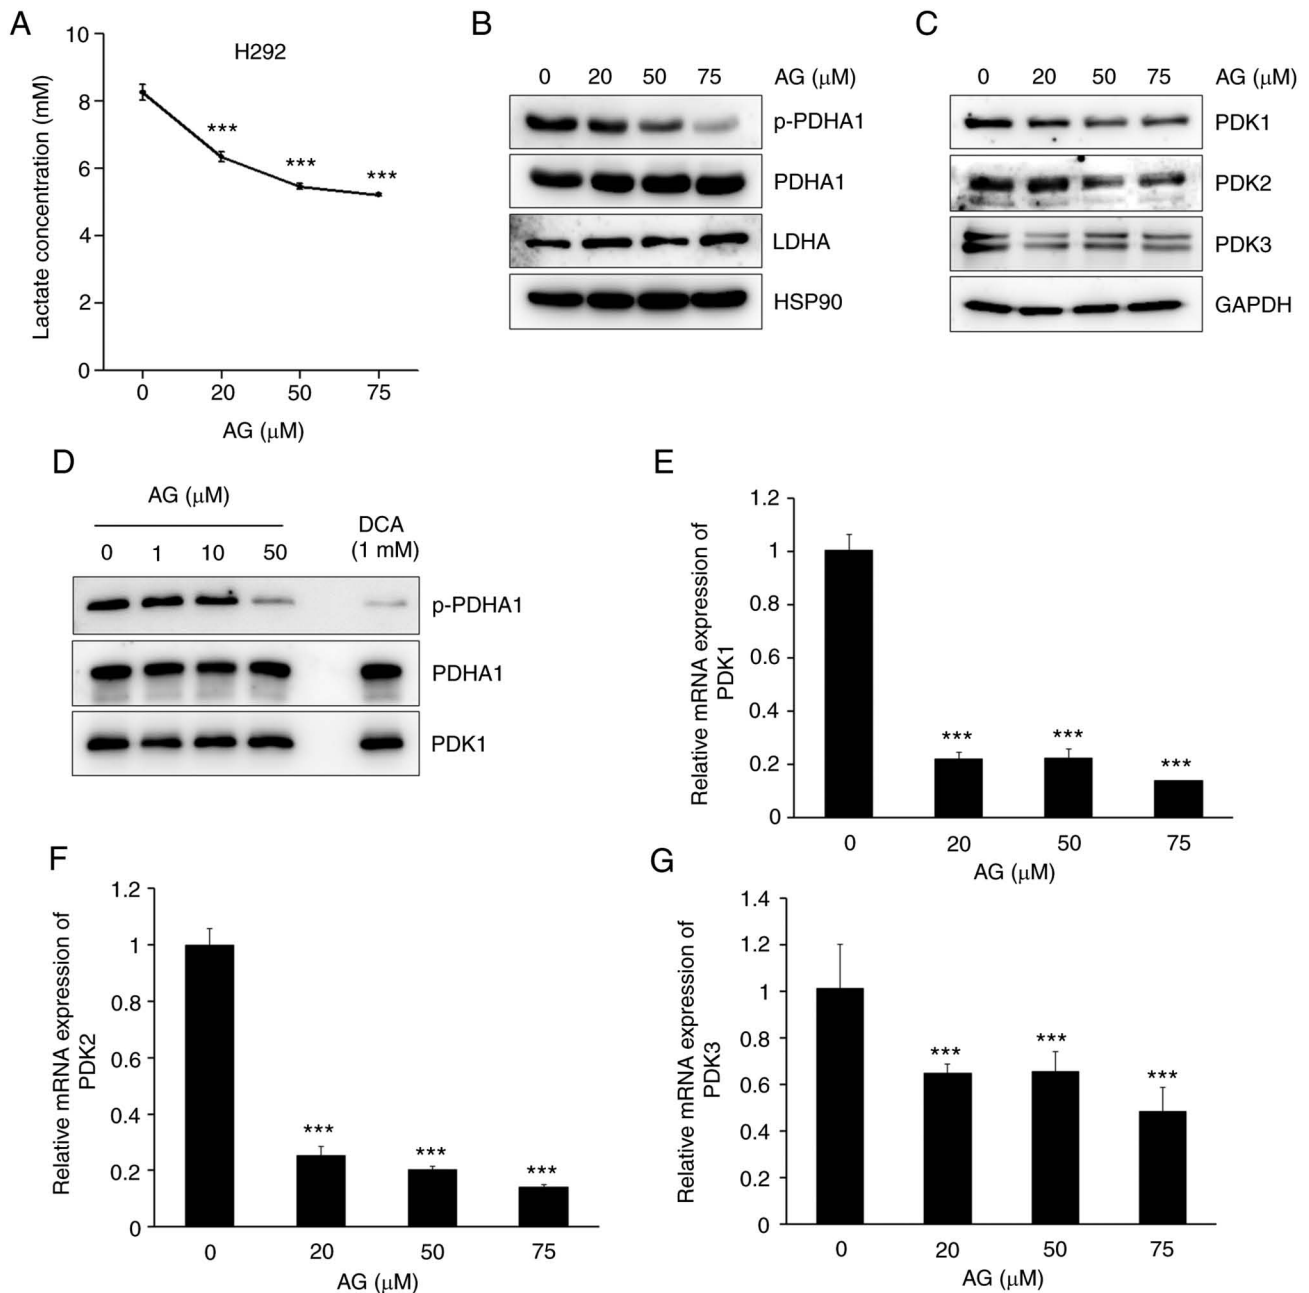 A
H292
Lactate concentration (mM)
10
8
6
4
2
0
***
***
***
0 20 50 75
AG (μM)
B
0 20 50 75 AG (μM)
p-PDHA1
PDHA1
LDHA
HSP90
C
0 20 50 75 AG (μM)
PDK1
PDK2
PDK3
GAPDH
D
AG (μM)
DCA
(1 mM)
0 1 10 50
p-PDHA1
PDHA1
PDK1
E
Relative mRNA expression of
PDK1
1.2
1
0.8
0.6
0.4
0.2
0
***
***
***
0 20 50 75
AG (μM)
F
Relative mRNA expression of
PDK2
1.2
1
0.8
0.6
0.4
0.2
0
***
***
***
0 20 50 75
AG (μM)
G
Relative mRNA expression of
PDK3
1.4
1.2
1
0.8
0.6
0.4
0.2
0
***
***
***
0 20 50 75
AG (μM)